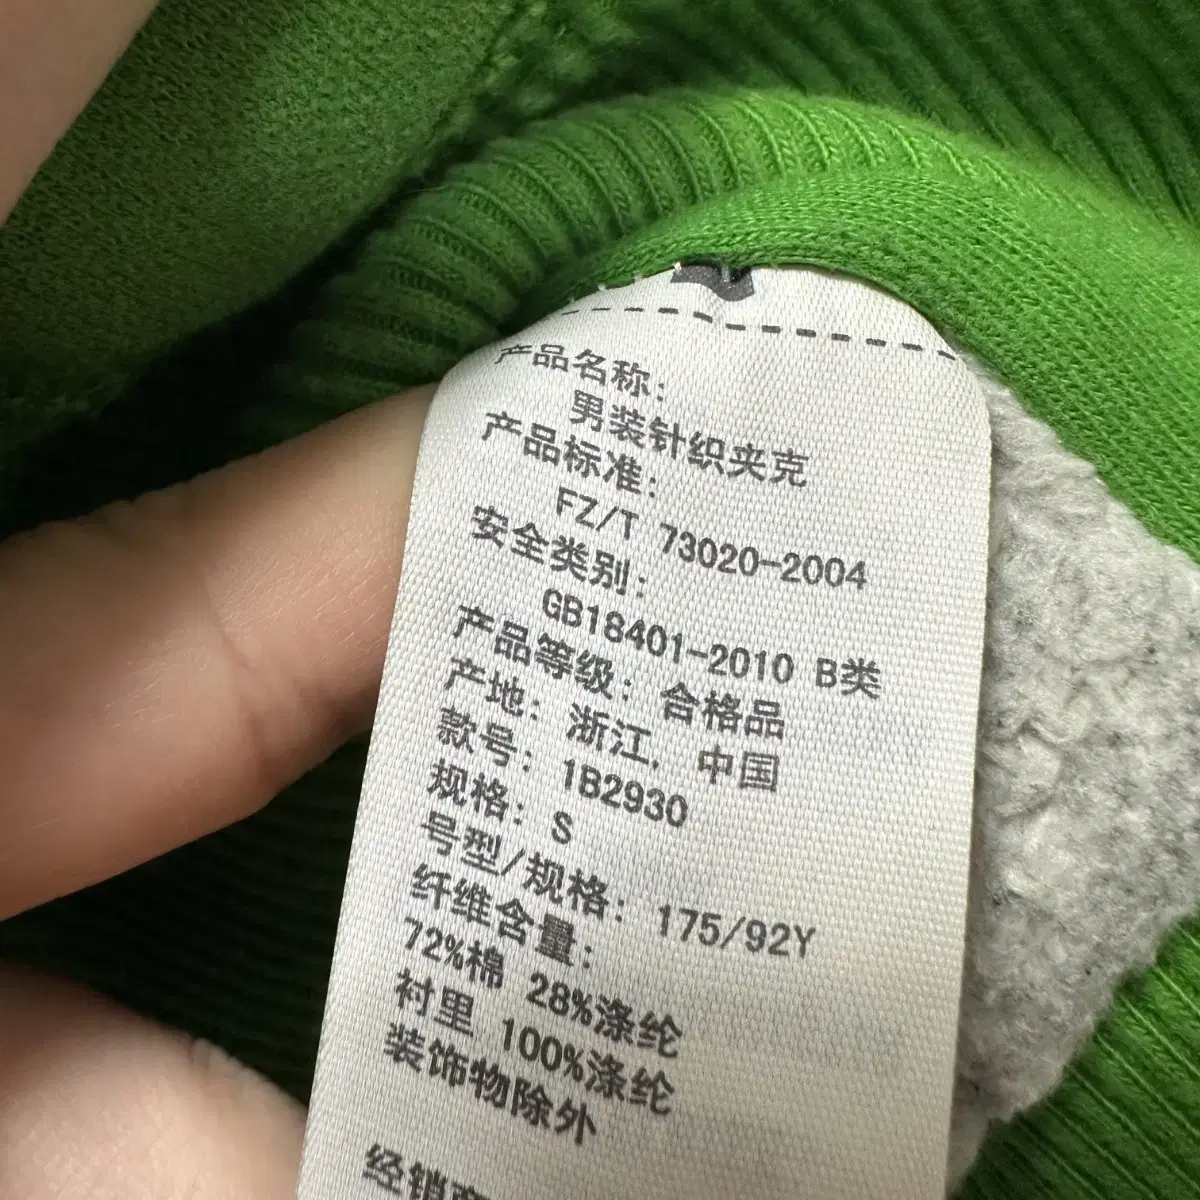 产品名称:
男装针织夹克
产品标准:
FZ/T 73020-2004
安全类别:
GB18401-2010 B类
产品等级: 合格品
产地: 浙江, 中国
款号: 1B2930
规格: S
号型/规格: 175/92Y
纤维含量:
72%棉 28%涤纶
衬里 100%涤纶
装饰物除外
经销商